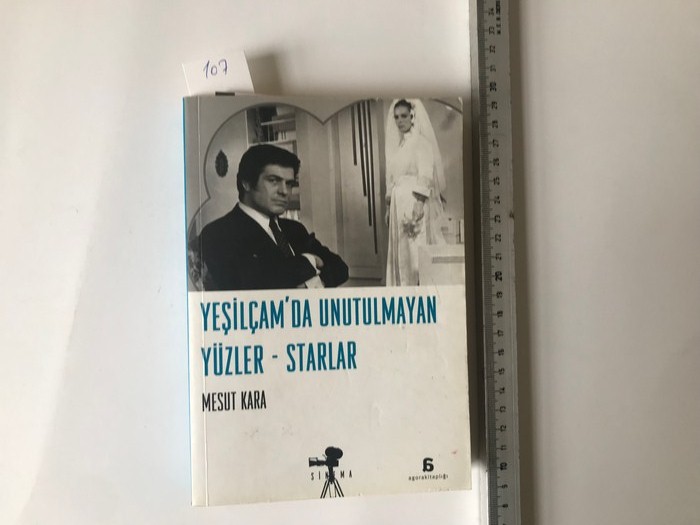 107
YEŞİLÇAM'DA UNUTULMAYAN
YÜZLER - STARLAR
MESUT KARA
SİNEMA
agorakitaplığı